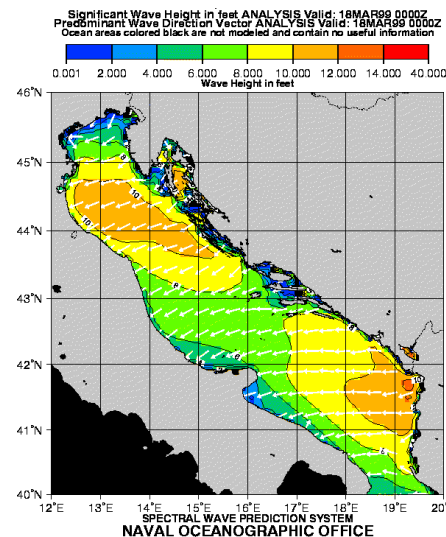 Significant Wave Height in feet ANALYSIS Valid: 18MAR99 0000Z
Predominant Wave Direction Vector ANALYSIS Valid: 18MAR99 0000Z
Ocean areas colored black are not modeled and contain no useful information
0.001 2.000 4.000 6.000 8.000 10.000 12.000 14.000 40.000
Wave Height in feet
46°N
45°N
44°N
43°N
42°N
41°N
40°N
8
10
10
8
6
8
10
12°E 13°E 14°E 15°E 16°E 17°E 18°E 19°E 20°
SPECTRAL WAVE PREDICTION SYSTEM
NAVAL OCEANOGRAPHIC OFFICE